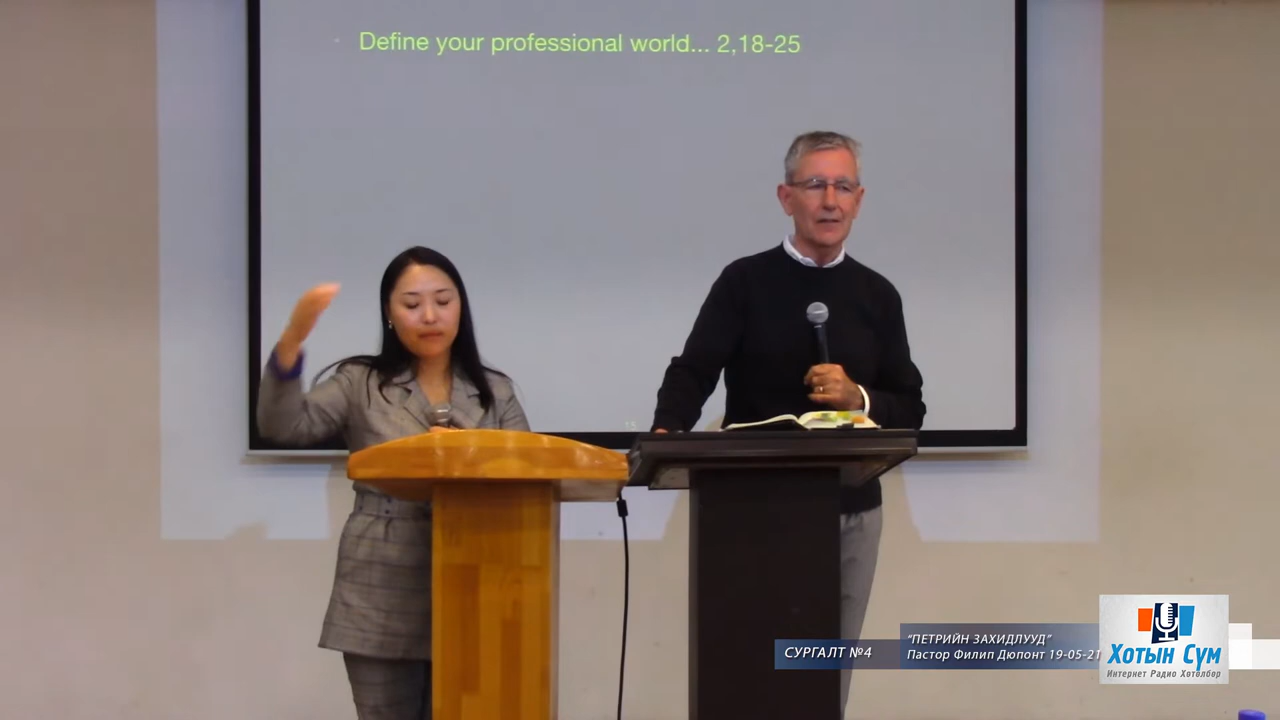 Define your professional world... 2,18-25
15
СУРГАЛТ №4
"ПЕТРИЙН ЗАХИДЛУУД"
Пастор Филип Дюпонт 19-05-21
Хотын Сүм
Интернет Радио Хөтөлбөр